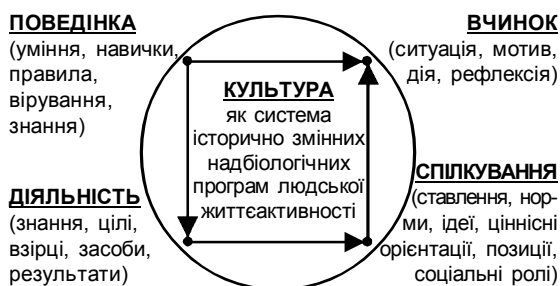 ПОВЕДІНКА
(уміння, навички,
правила,
вірування,
знання)
ВЧИНОК
(ситуація, мотив,
дія, рефлексія)
КУЛЬТУРА
як система
історично змінних
надбіологічних
програм людської
життєактивності
ДІЯЛЬНІСТЬ
(знання, цілі,
взірці, засоби,
результати)
СПІЛКУВАННЯ
(ставлення, нор-
ми, ідеї, ціннісні
орієнтації, позиції,
соціальні ролі)